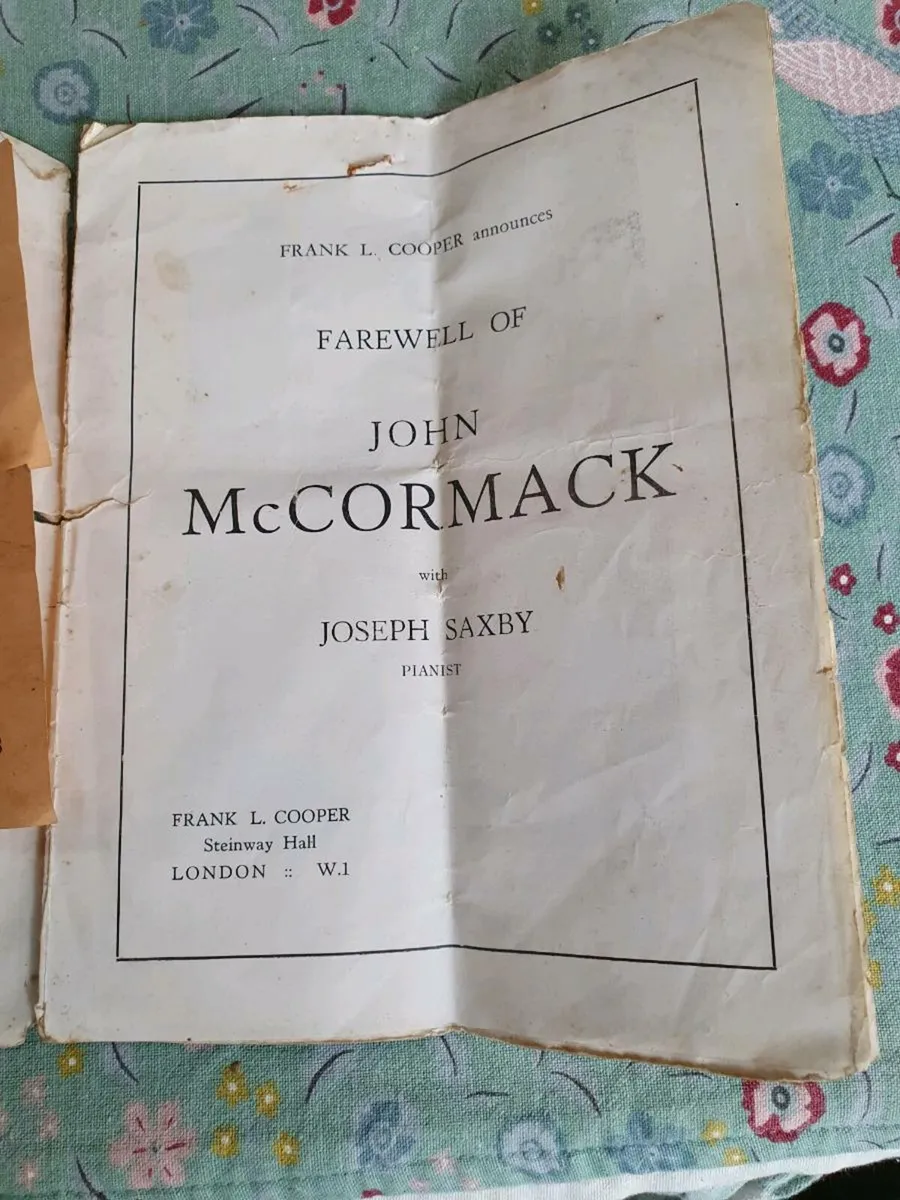 FRANK L. COOPER announces
FAREWELL OF
JOHN
McCORMACK
with
JOSEPH SAXBY
PIANIST
FRANK L. COOPER
Steinway Hall
LONDON :: W.1